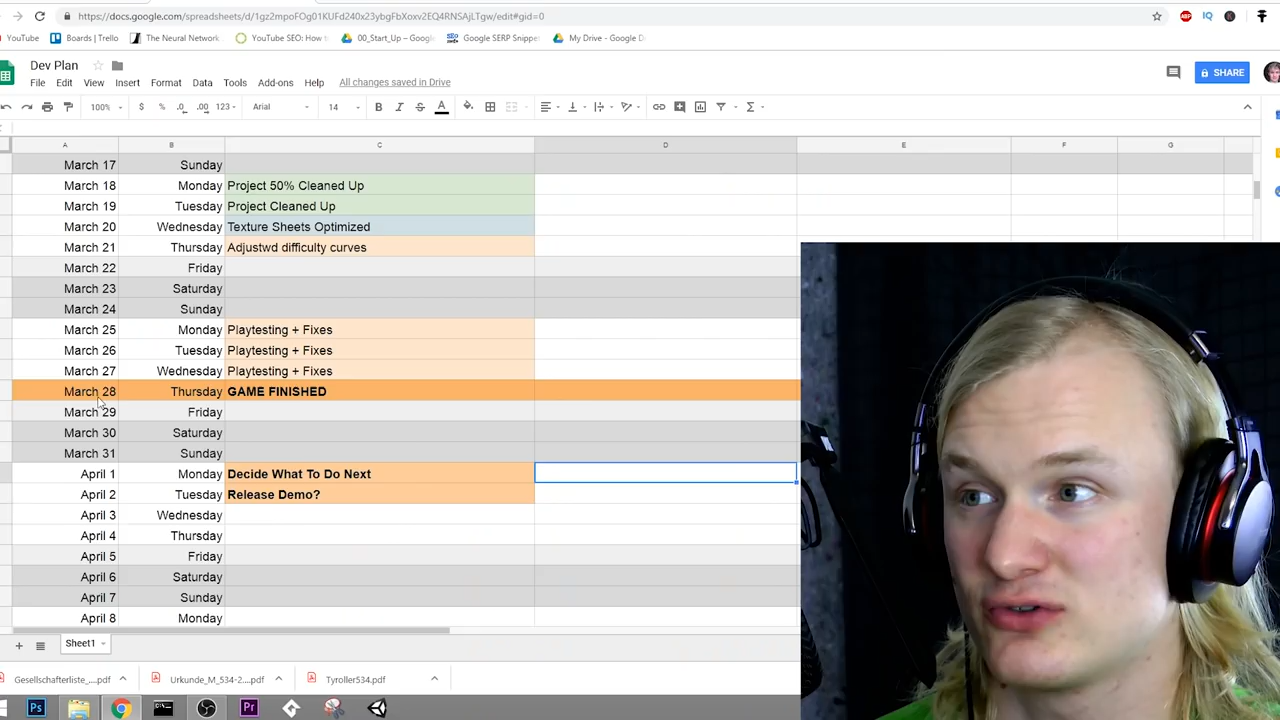 https://docs.google.com/spreadsheets/d/1gz2mpoFOg01KUFd240x23ybgFbXoxv2EQ4RNSAjLTgw/edit#gid=0
YouTube Boards | Trello The Neural Network YouTube SEO: How to 00_Start_Up – Google Google SERP Snippe My Drive - Google D
Dev Plan
File Edit View Insert Format Data Tools Add-ons Help All changes saved in Drive SHARE
100% $ % .0 .00 123 Arial 14 B I S A
A B C D E F G
March 17 Sunday
March 18 Monday Project 50% Cleaned Up
March 19 Tuesday Project Cleaned Up
March 20 Wednesday Texture Sheets Optimized
March 21 Thursday Adjustwd difficulty curves
March 22 Friday
March 23 Saturday
March 24 Sunday
March 25 Monday Playtesting + Fixes
March 26 Tuesday Playtesting + Fixes
March 27 Wednesday Playtesting + Fixes
March 28 Thursday GAME FINISHED
March 29 Friday
March 30 Saturday
March 31 Sunday
April 1 Monday Decide What To Do Next
April 2 Tuesday Release Demo?
April 3 Wednesday
April 4 Thursday
April 5 Friday
April 6 Saturday
April 7 Sunday
April 8 Monday
Sheet1
Gesellschafterliste_....pdf Urkunde_M_534-2....pdf Tyroller534.pdf
Ps Pr